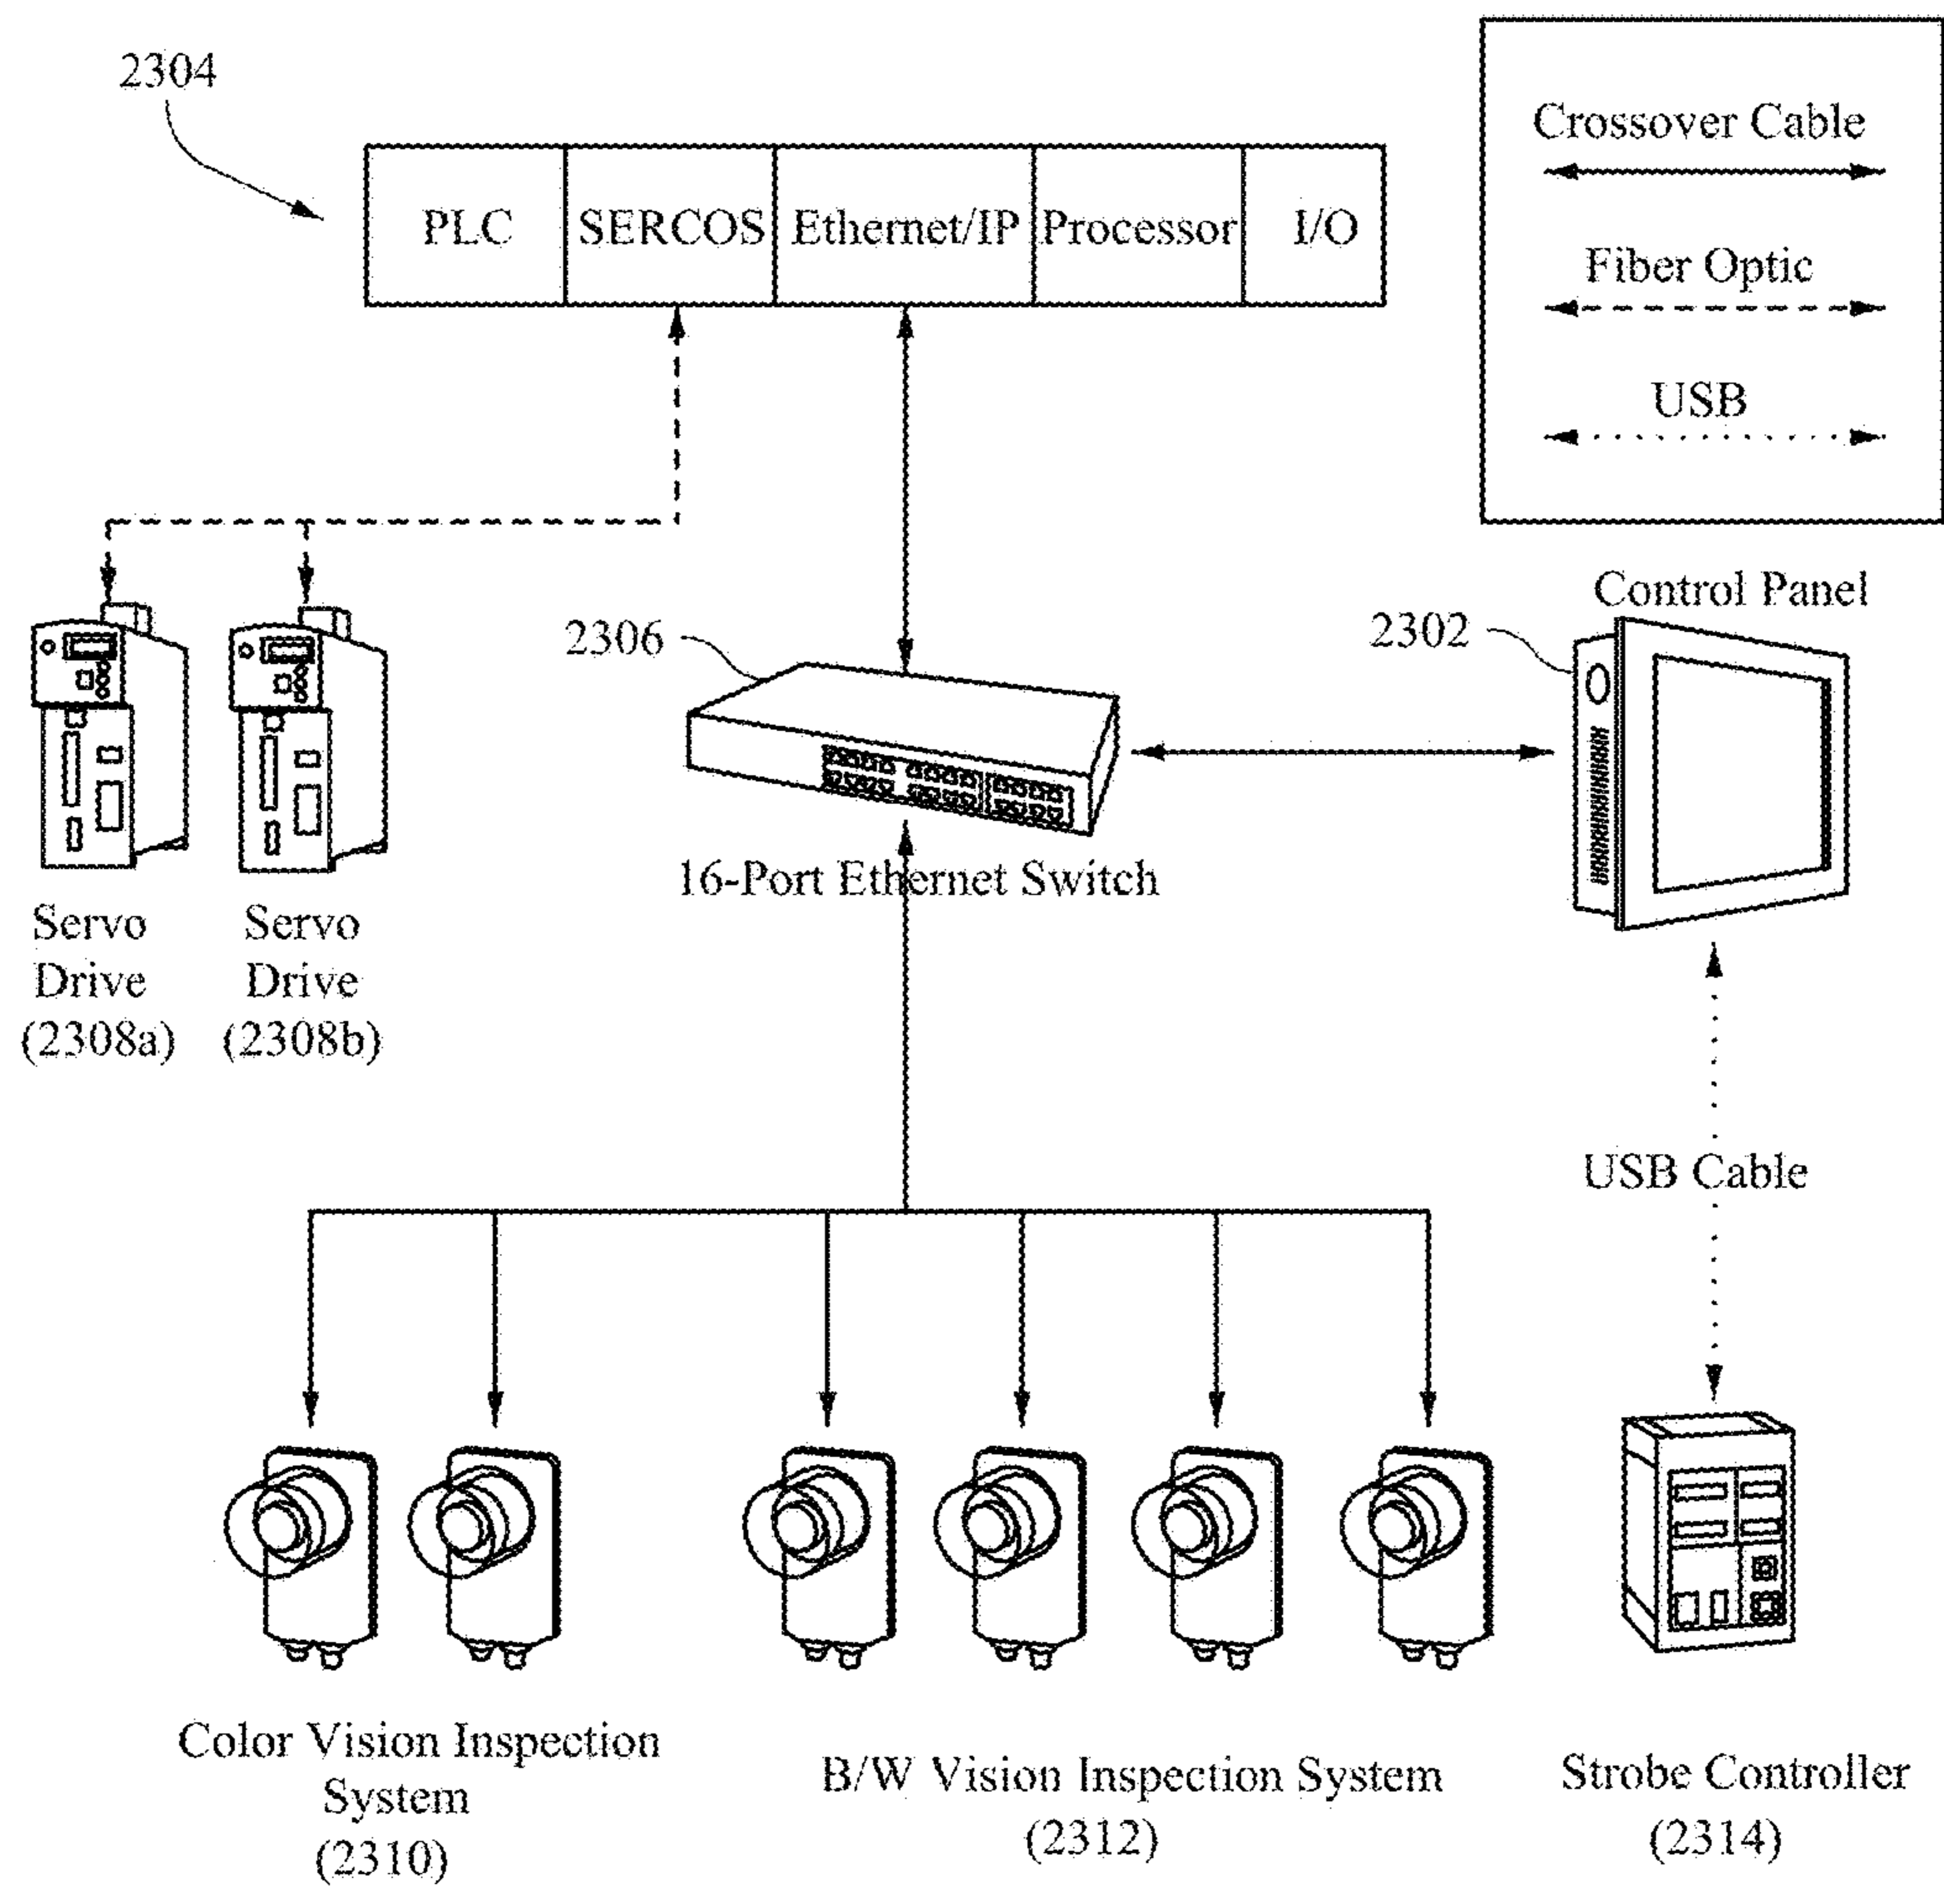 2304
PLC
SERCOS
Ethernet/IP
Processor
I/O
Crossover Cable
Fiber Optic
USB
Control Panel
2306
2302
16-Port Ethernet Switch
Servo
Drive
(2308a)
Servo
Drive
(2308b)
USB Cable
Color Vision Inspection
System
(2310)
B/W Vision Inspection System
(2312)
Strobe Controller
(2314)